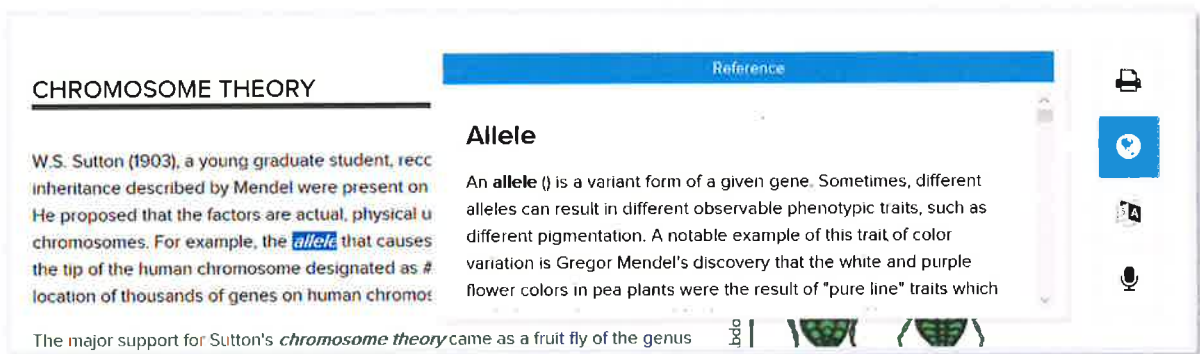 CHROMOSOME THEORY
W.S. Sutton (1903), a young graduate student, recc
inheritance described by Mendel were present on
He proposed that the factors are actual, physical u
chromosomes. For example, the allele that causes
the tip of the human chromosome designated as #
location of thousands of genes on human chromos
The major support for Sutton's chromosome theory came as a fruit fly of the genus
Reference
Allele
An allele () is a variant form of a given gene. Sometimes, different
alleles can result in different observable phenotypic traits, such as
different pigmentation. A notable example of this trait of color
variation is Gregor Mendel's discovery that the white and purple
flower colors in pea plants were the result of "pure line" traits which
bdo
A